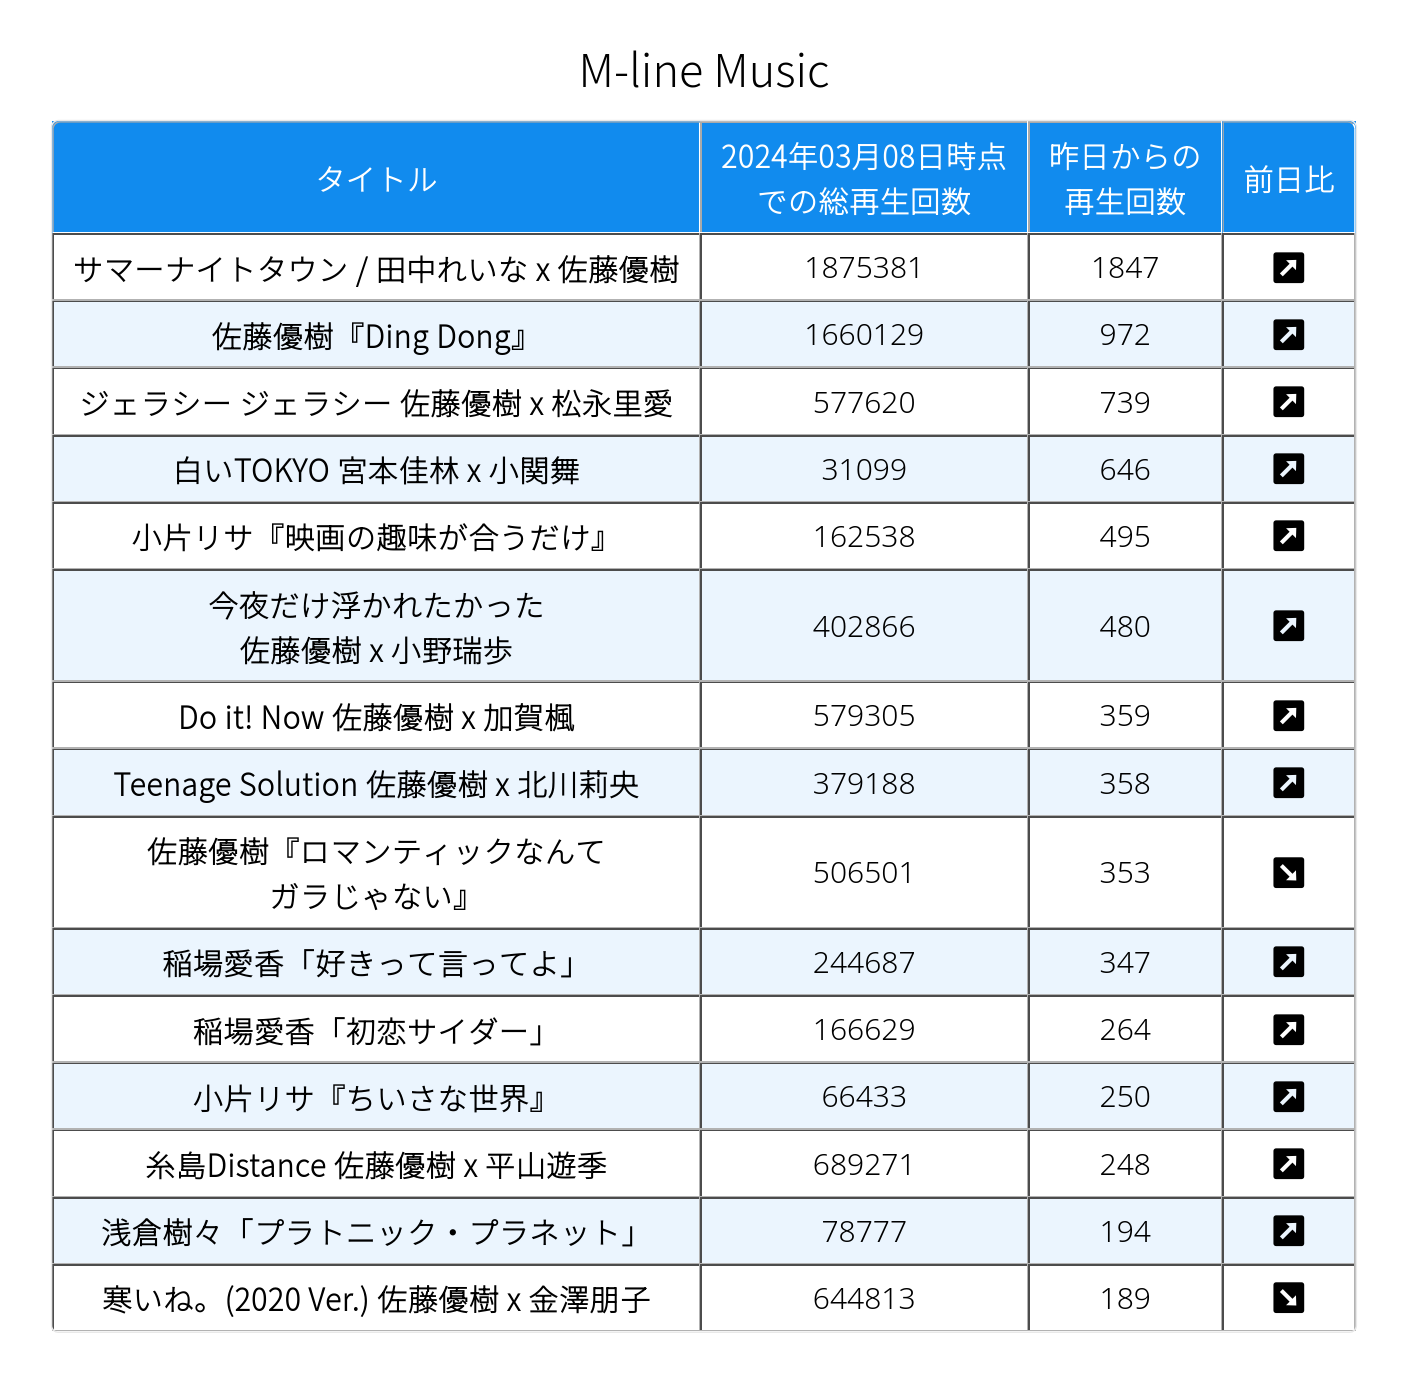 M-line Music
タイトル
2024年03月08日時点
での総再生回数
昨日からの
再生回数
前日比
サマーナイトタウン / 田中れいな x 佐藤優樹 1875381 1847
佐藤優樹『Ding Dong』 1660129 972
ジェラシー ジェラシー 佐藤優樹 x 松永里愛 577620 739
白いTOKYO 宮本佳林 x 小関舞 31099 646
小片リサ『映画の趣味が合うだけ』 162538 495
今夜だけ浮かれたかった
佐藤優樹 x 小野瑞歩 402866 480
Do it! Now 佐藤優樹 x 加賀楓 579305 359
Teenage Solution 佐藤優樹 x 北川莉央 379188 358
佐藤優樹『ロマンティックなんて
ガラじゃない』 506501 353
稲場愛香「好きって言ってよ」 244687 347
稲場愛香「初恋サイダー」 166629 264
小片リサ『ちいさな世界』 66433 250
糸島Distance 佐藤優樹 x 平山遊季 689271 248
浅倉樹々「プラトニック・プラネット」 78777 194
寒いね。(2020 Ver.) 佐藤優樹 x 金澤朋子 644813 189